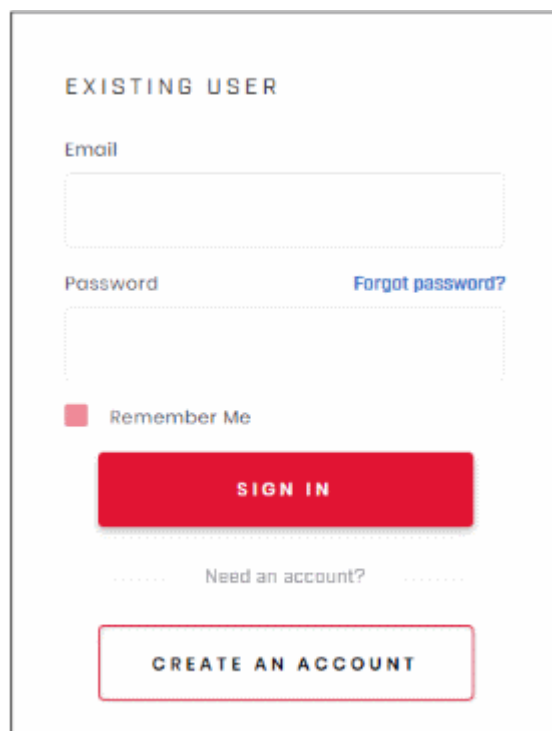 EXISTING USER
Email
Password Forgot password?
Remember Me
SIGN IN
Need an account?
CREATE AN ACCOUNT